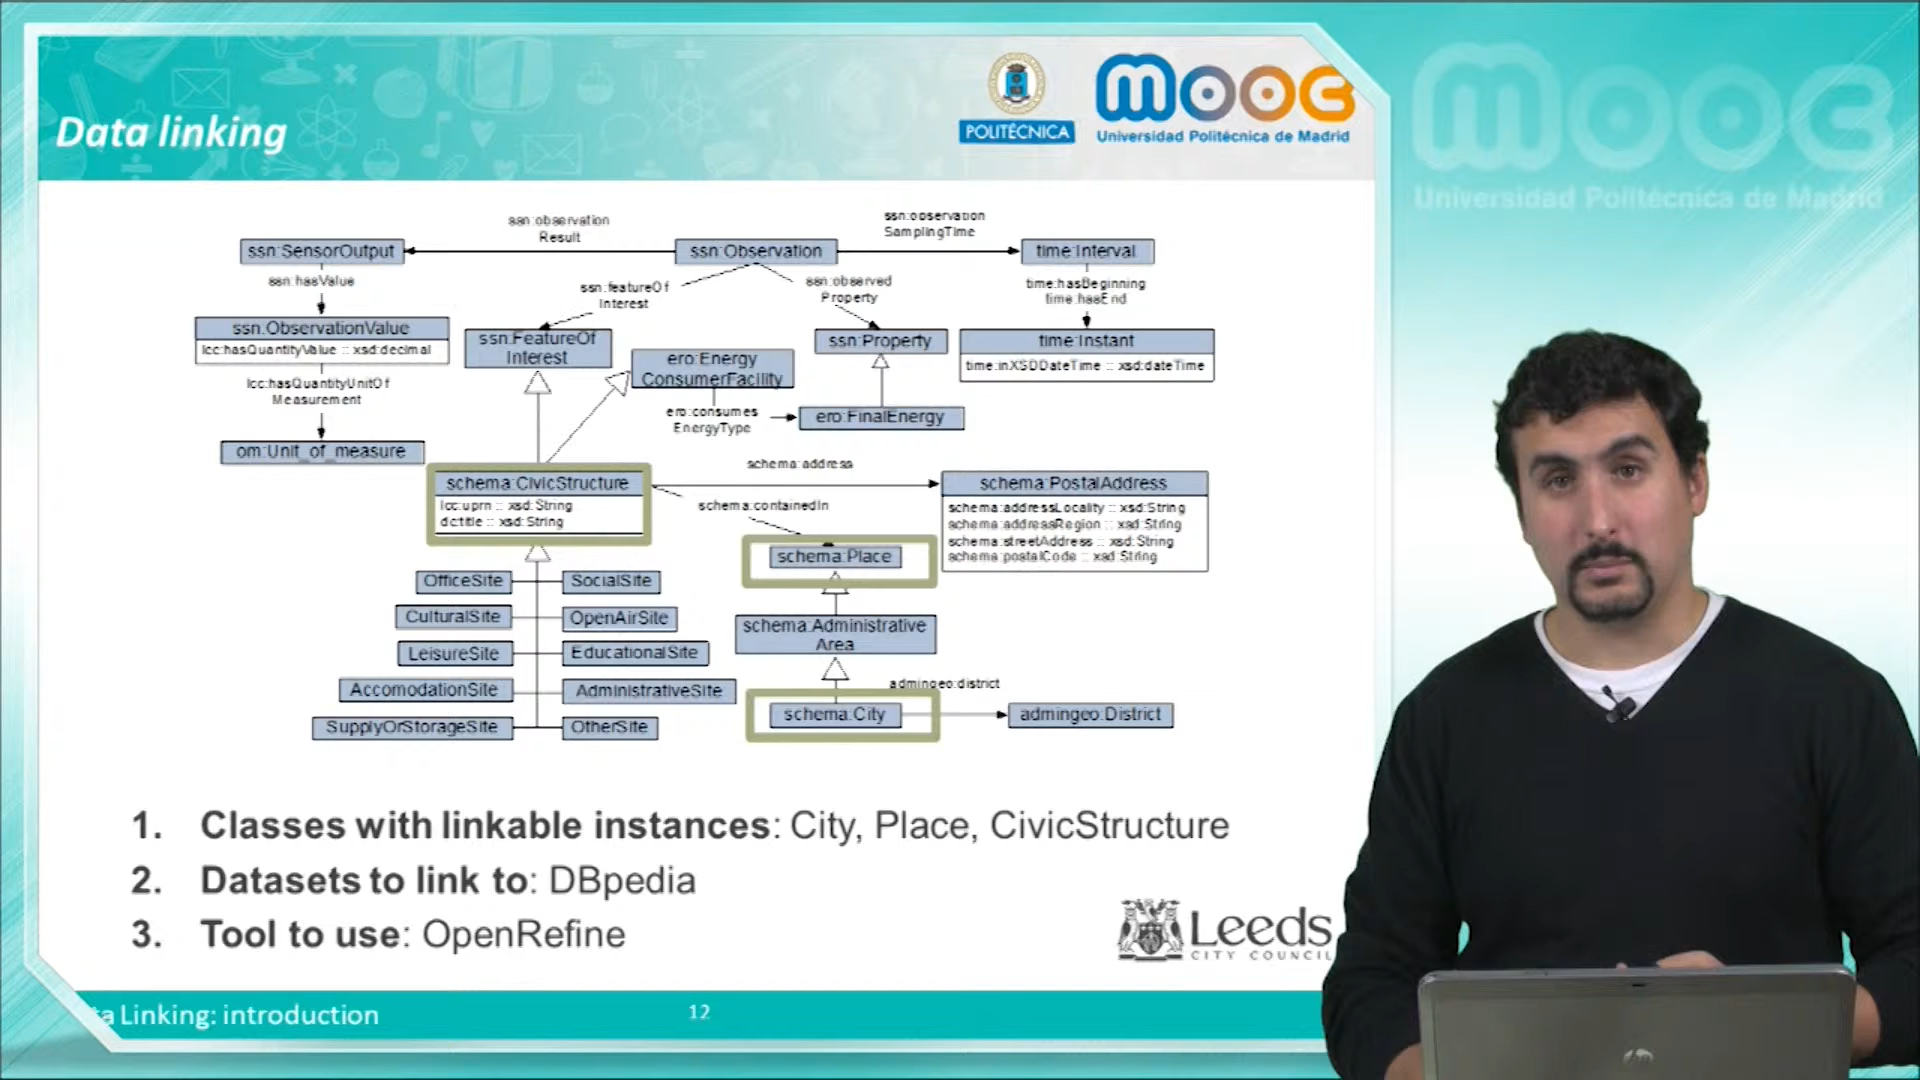 Data linking
POLITÉCNICA
mooc
Universidad Politécnica de Madrid
mooc
Universidad Politécnica de Madrid
ssn:observation
Result
ssn:observation
SamplingTime
ssn:SensorOutput
ssn:Observation
time:Interval
ssn:hasValue
ssn:featureOf
Interest
ssn:observed
Property
time:hasBeginning
time:hasEnd
ssn:ObservationValue
lcc:hasQuantityValue :: xsd:decimal
ssn:FeatureOf
Interest
ero:Energy
ConsumerFacility
ssn:Property
time:Instant
time:inXSDDateTime :: xsd:dateTime
lcc:hasQuantityUnitOf
Measurement
ero:consumes
EnergyType
ero:FinalEnergy
om:Unit_of_measure
schema:address
schema:CivicStructure
lcc:uprn :: xsd:String
dc:title :: xsd:String
schema:containedIn
schema:PostalAddress
schema:addressLocality :: xsd:String
schema:addressRegion :: xsd:String
schema:streetAddress :: xsd:String
schema:postalCode :: xsd:String
schema:Place
OfficeSite
SocialSite
CulturalSite
OpenAirSite
schema:Administrative
Area
LeisureSite
EducationalSite
AccomodationSite
AdministrativeSite
admingeo:district
schema:City
admingeo:District
SupplyOrStorageSite
OtherSite
1. Classes with linkable instances: City, Place, CivicStructure
2. Datasets to link to: DBpedia
3. Tool to use: OpenRefine
Leeds
CITY COUNCIL
ta Linking: introduction
12
hp